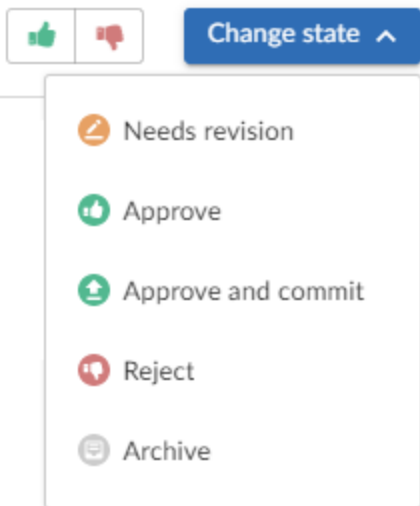 Change state
Needs revision
Approve
Approve and commit
Reject
Archive